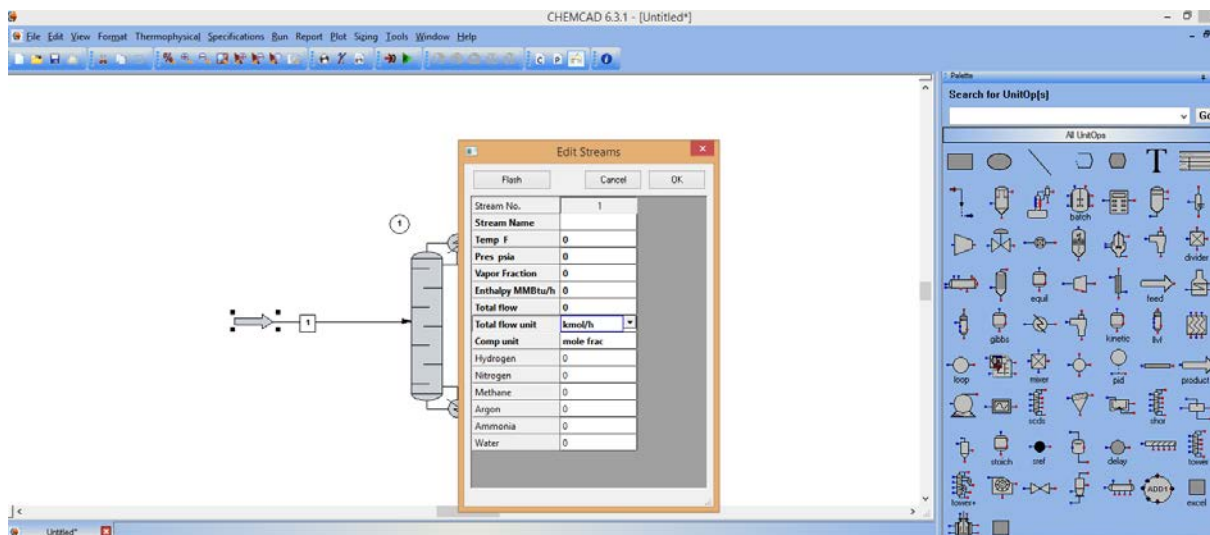 CHEMCAD 6.3.1 - [Untitled*]
File Edit View Format Thermophysical Specifications Run Report Plot Sizing Tools Window Help
C P
Palette
Search for UnitOp[s]
Go
All UnitOps
T
batch
divider
equil
feed
gibbs
kinetic
llvf
loop
mixer
pid
product
scds
shor
stoich
sref
delay
tower
tower+
ADD1
excel
1
1
Edit Streams
Flash Cancel OK
Stream No. 1
Stream Name
Temp F 0
Pres psia 0
Vapor Fraction 0
Enthalpy MMBtu/h 0
Total flow 0
Total flow unit kmol/h
Comp unit mole frac
Hydrogen 0
Nitrogen 0
Methane 0
Argon 0
Ammonia 0
Water 0
Untitled*